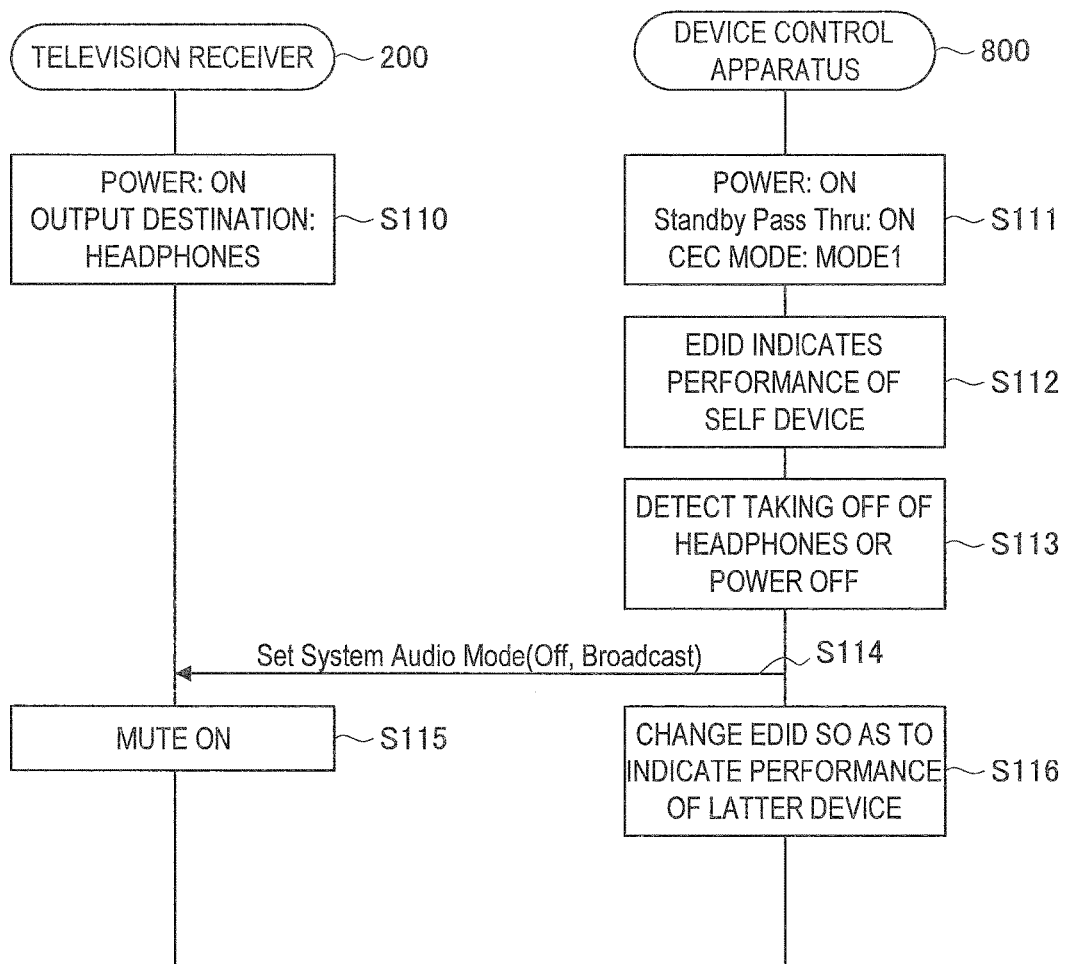 TELEVISION RECEIVER
200
DEVICE CONTROL
APPARATUS
800
POWER: ON
OUTPUT DESTINATION:
HEADPHONES
S110
POWER: ON
Standby Pass Thru: ON
CEC MODE: MODE1
S111
EDID INDICATES
PERFORMANCE OF
SELF DEVICE
S112
DETECT TAKING OFF OF
HEADPHONES OR
POWER OFF
S113
Set System Audio Mode(Off, Broadcast)
S114
MUTE ON
S115
CHANGE EDID SO AS TO
INDICATE PERFORMANCE
OF LATTER DEVICE
S116